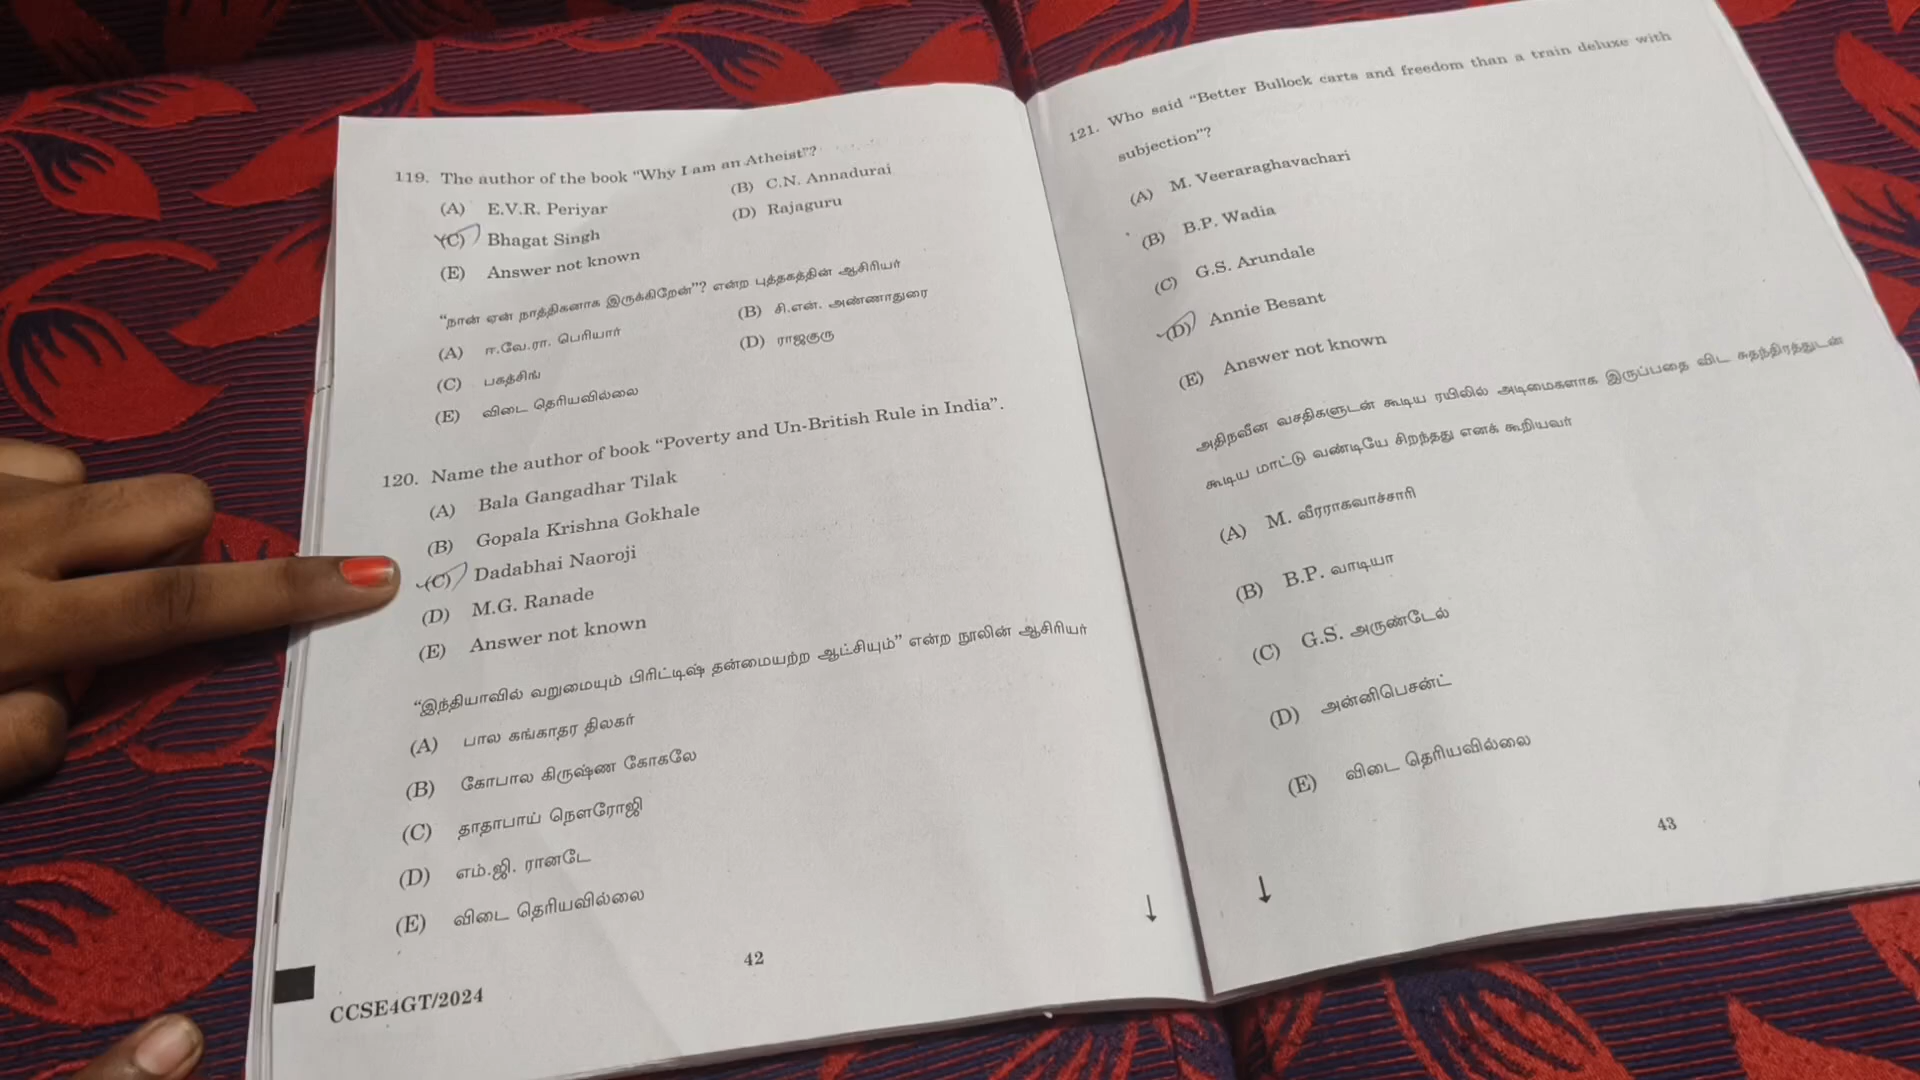 119. The author of the book "Why I am an Atheist"?
(A) E.V.R. Periyar
(B) C.N. Annadurai
(C) Bhagat Singh
(D) Rajaguru
(E) Answer not known
"நான் ஏன் நாத்திகனாக இருக்கிறேன்"? என்ற புத்தகத்தின் ஆசிரியர்
(A) ஈ.வே.ரா. பெரியார்
(B) சி.என். அண்ணாதுரை
(C) பகத்சிங்
(D) ராஜகுரு
(E) விடை தெரியவில்லை
120. Name the author of book "Poverty and Un-British Rule in India".
(A) Bala Gangadhar Tilak
(B) Gopala Krishna Gokhale
(C) Dadabhai Naoroji
(D) M.G. Ranade
(E) Answer not known
"இந்தியாவில் வறுமையும் பிரிட்டிஷ் தன்மையற்ற ஆட்சியும்" என்ற நூலின் ஆசிரியர்
(A) பால கங்காதர திலகர்
(B) கோபால கிருஷ்ண கோகலே
(C) தாதாபாய் நௌரோஜி
(D) எம்.ஜி. ரானடே
(E) விடை தெரியவில்லை
42
CCSE4GT/2024
121. Who said "Better Bullock carts and freedom than a train deluxe with
subjection"?
(A) M. Veeraraghavachari
(B) B.P. Wadia
(C) G.S. Arundale
(D) Annie Besant
(E) Answer not known
அதிநவீன வசதிகளுடன் கூடிய ரயிலில் அடிமைகளாக இருப்பதை விட சுதந்திரத்துடன்
கூடிய மாட்டு வண்டியே சிறந்தது எனக் கூறியவர்
(A) M. வீரராகவாச்சாரி
(B) B.P. வாடியா
(C) G.S. அருண்டேல்
(D) அன்னிபெசன்ட்
(E) விடை தெரியவில்லை
43